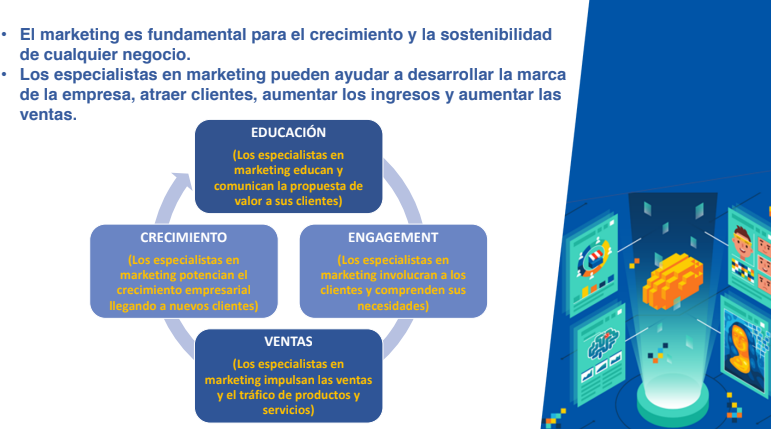 • El marketing es fundamental para el crecimiento y la sostenibilidad
de cualquier negocio.
• Los especialistas en marketing pueden ayudar a desarrollar la marca
de la empresa, atraer clientes, aumentar los ingresos y aumentar las
ventas.
EDUCACIÓN
(Los especialistas en
marketing educan y
comunican la propuesta de
valor a sus clientes)
CRECIMIENTO
(Los especialistas en
marketing potencian el
crecimiento empresarial
llegando a nuevos clientes)
ENGAGEMENT
(Los especialistas en
marketing involucran a los
clientes y comprenden sus
necesidades)
VENTAS
(Los especialistas en
marketing impulsan las ventas
y el tráfico de productos y
servicios)